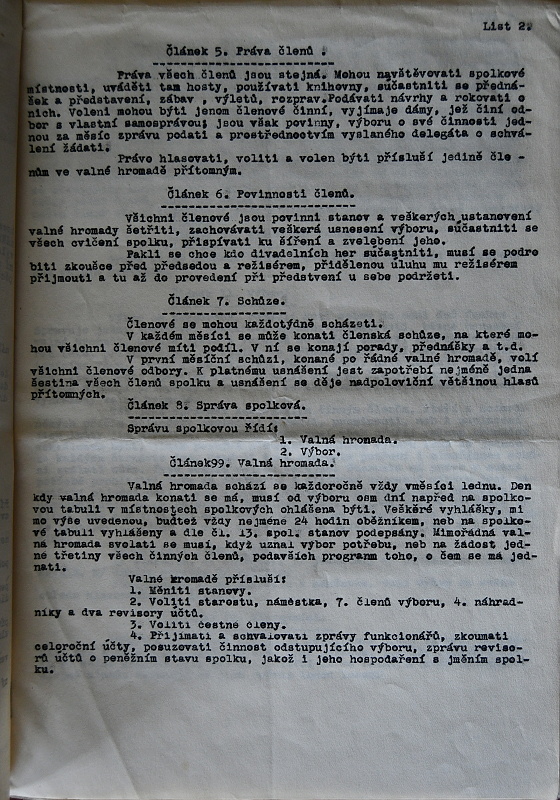 List 22
Článek 5. Práva členů .
Práva všech členů jsou stejná. Mohou navštěvovati spolkové
místnosti, uváděti tam hosty, používati knihovny, súčastniti se předná-
šek a představení, zábav , výletů, rozprav.Podávati návrhy a rokovati o
nich. Voleni mohou býti jenom členové činní, vyjímaje dámy, jež činí od-
bor s vlastní samosprávou; jsou však povinny, výboru o své činnosti jed-
nou za měsíc zprávu podati a prostřednictvím vyslaného delegáta o schvá-
lení žádati.
Právo hlasovati, voliti a volen býti přísluší jedině čle -
nům ve valné hromadě přítomným.
Článek 6. Povinnosti členů.
Všichni členové jsou povinni stanov a veškerých ustanovení
valné hromady šetřiti, zachovávati veškerá usnesení výboru, súčastniti se
všech cvičení spolku, přispívati ku šíření a zvelebení jeho.
Pakli se chce kdo divadelních her súčastniti, musí se podro
biti zkoušce před předsedou a režisérem, přidělenou úlohu mu režisérem
přijmouti a tu až do provedení při představení u sebe podržeti.
Článek 7. Schůze.
Členové se mohou každotýdně scházeti.
V každém měsíci se může konati členská schůze, na které mo-
hou všichni členové míti podíl. V ní se konají porady, přednášky a t.d.
V první měsíční schůzi, konané po řádné valné hromadě, volí
všichni členové odbory. K platnému usnášení jest zapotřebí nejméně jedna
šestina všech členů spolku a usnášení se děje nadpoloviční většinou hlasů
přítomných.
Článek 8. Správa spolková.
Správu spolkovou řídí:
1. Valná hromada.
2. Výbor.
Článek99. Valná hromada.
Valná hromada schází se každoročně vždy vměsíci lednu. Den
kdy valná hromada konati se má, musí od výboru osm dní napřed na spolko-
vou tabuli v místnostech spolkových ohlášena býti. Veškeré vyhlášky, mi
mo výše uvedenou, buďtež vždy nejméne 24 hodin oběžníkem, neb na spolko-
vé tabuli vyhlášeny a dle čl. 13. spol. stanov podepsány. Mimořádná val-
ná hromada svolati se musí, když uzná výbor potřebu, neb na žádost jed-
né třetiny všech činných členů, podavších programm toho, o čem se má jed-
nati.
Valné hromadě přísluší:
1. Měniti stanovy.
2. Voliti starostu, náměstka, 7. členů výboru, 4. náhrad-
níky a dva revisory účtů.
3. Voliti čestné členy.
4. Přijímati a schvalovati zprávy funkcionářů, zkoumati
celoroční účty, posuzovati činnost odstupujícího výboru, zprávu reviso-
rů účtů o peněžním stavu spolku, jakož i jeho hospodaření s jměním spol-
ku.